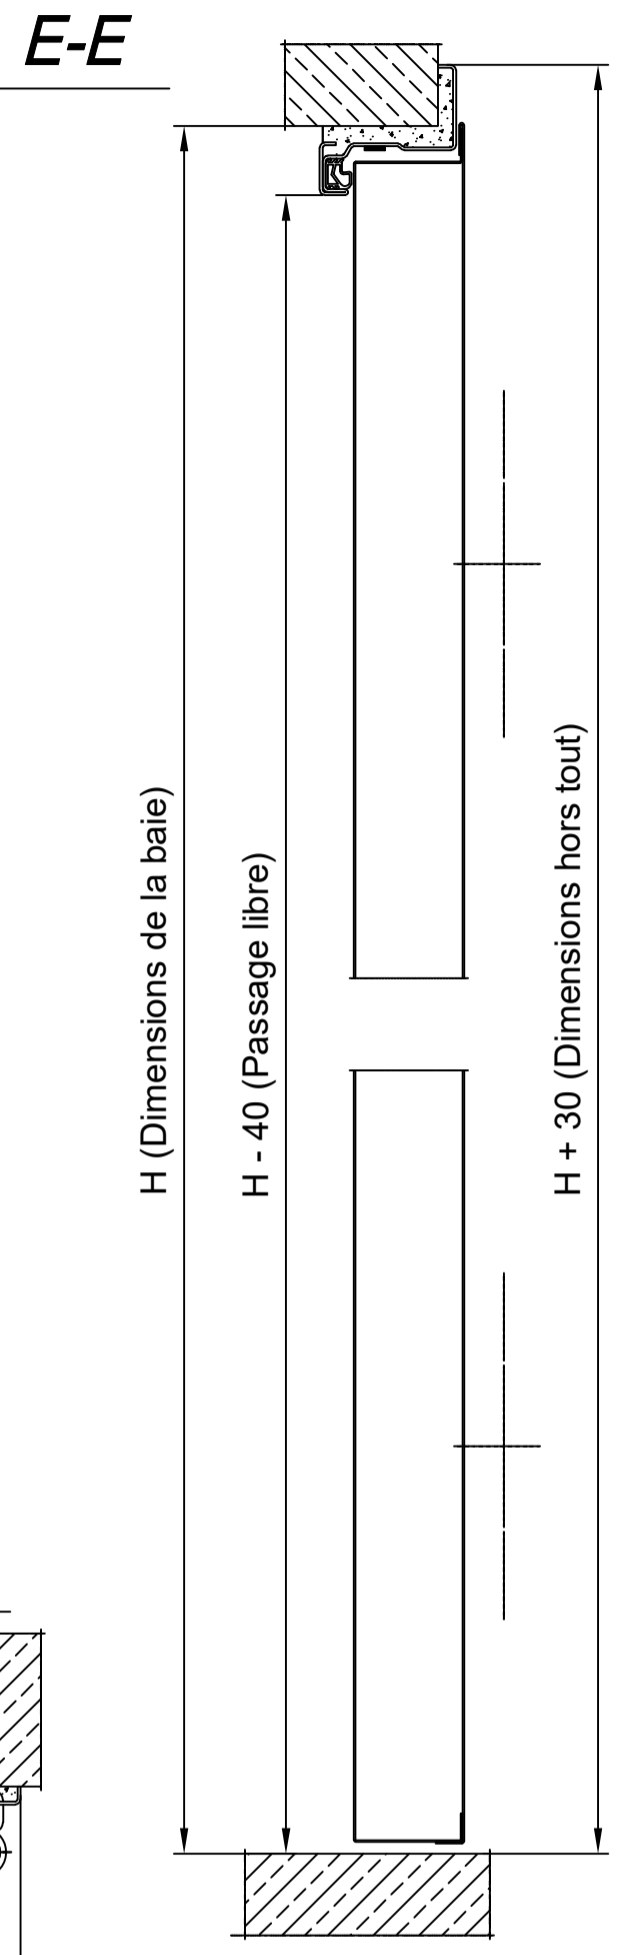 E-E
H (Dimensions de la baie)
H - 40 (Passage libre)
H + 30 (Dimensions hors tout)